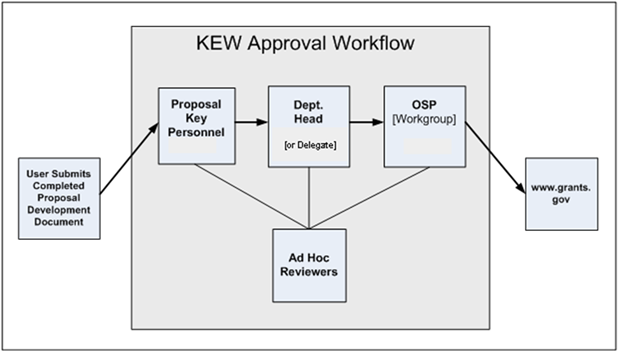 KEW Approval Workflow
Proposal
Key
Personnel
Dept.
Head
[or Delegate]
OSP
[Workgroup]
User Submits
Completed
Proposal
Development
Document
www.grants.
gov
Ad Hoc
Reviewers